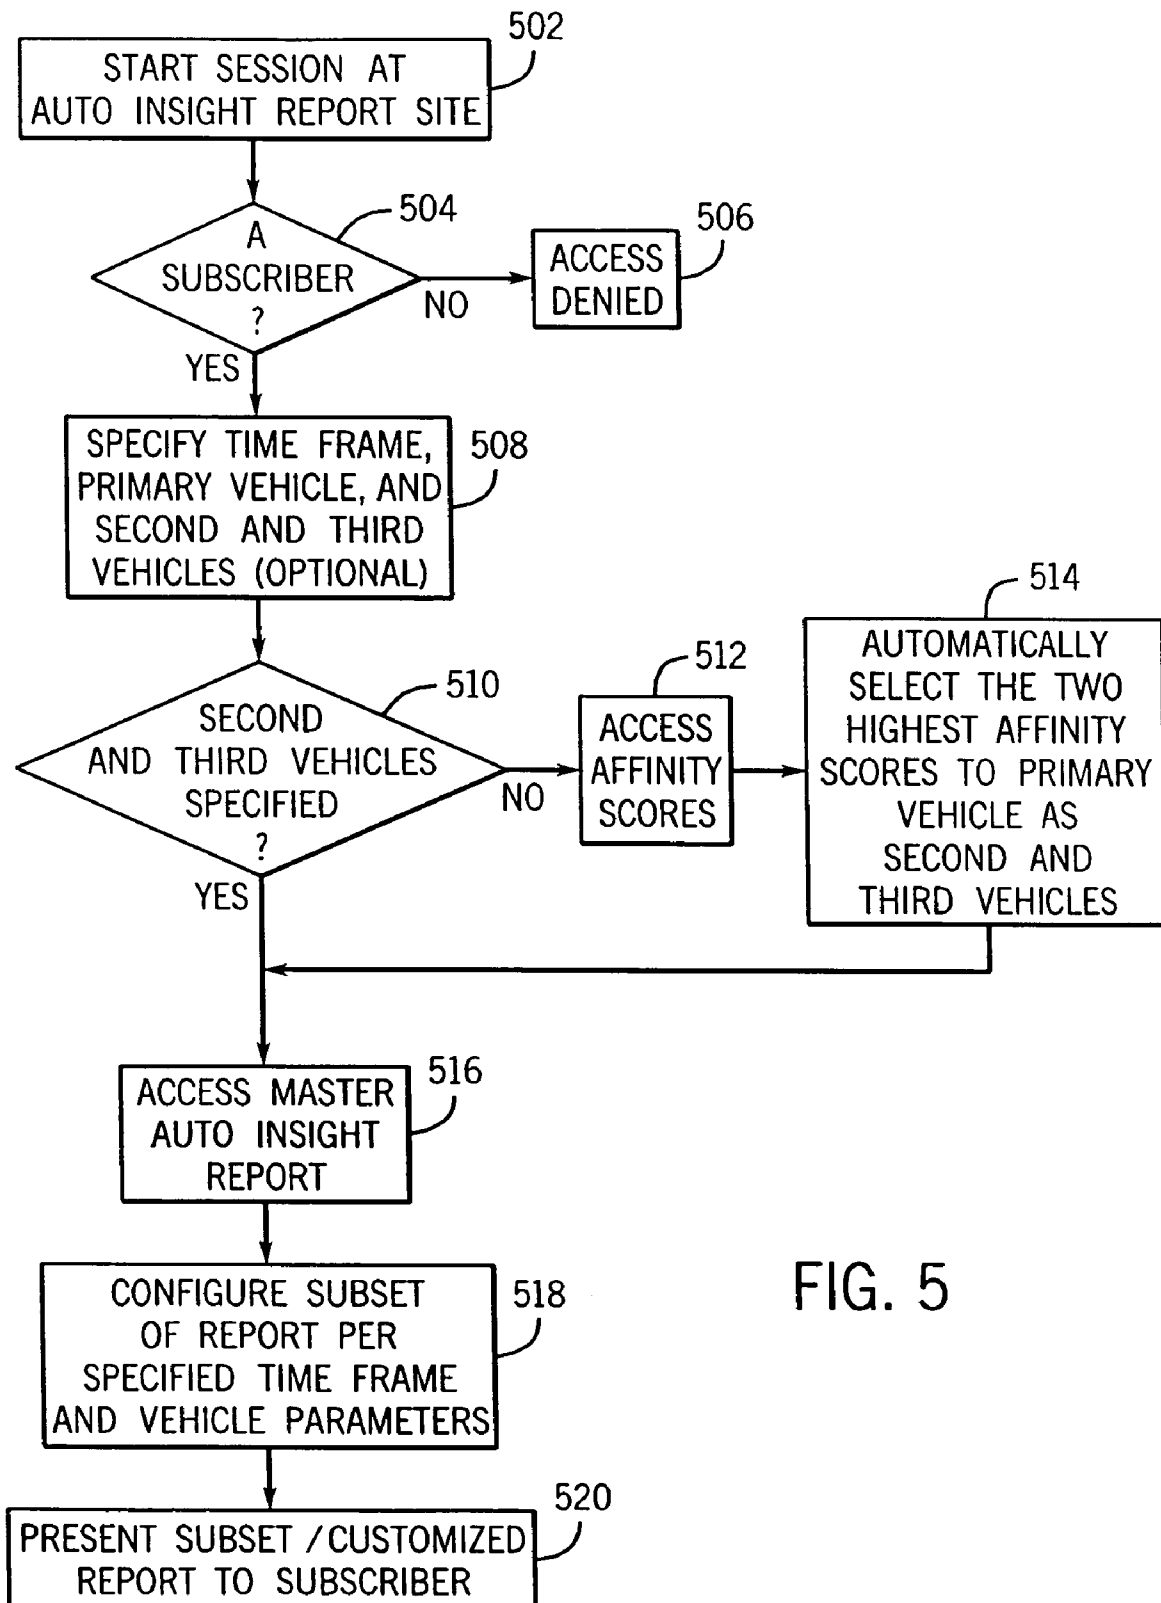 502
START SESSION AT
AUTO INSIGHT REPORT SITE
504
A
SUBSCRIBER
?
NO
YES
506
ACCESS
DENIED
508
SPECIFY TIME FRAME,
PRIMARY VEHICLE, AND
SECOND AND THIRD
VEHICLES (OPTIONAL)
510
SECOND
AND THIRD VEHICLES
SPECIFIED
?
NO
YES
512
ACCESS
AFFINITY
SCORES
514
AUTOMATICALLY
SELECT THE TWO
HIGHEST AFFINITY
SCORES TO PRIMARY
VEHICLE AS
SECOND AND
THIRD VEHICLES
516
ACCESS MASTER
AUTO INSIGHT
REPORT
518
CONFIGURE SUBSET
OF REPORT PER
SPECIFIED TIME FRAME
AND VEHICLE PARAMETERS
FIG. 5
520
PRESENT SUBSET / CUSTOMIZED
REPORT TO SUBSCRIBER